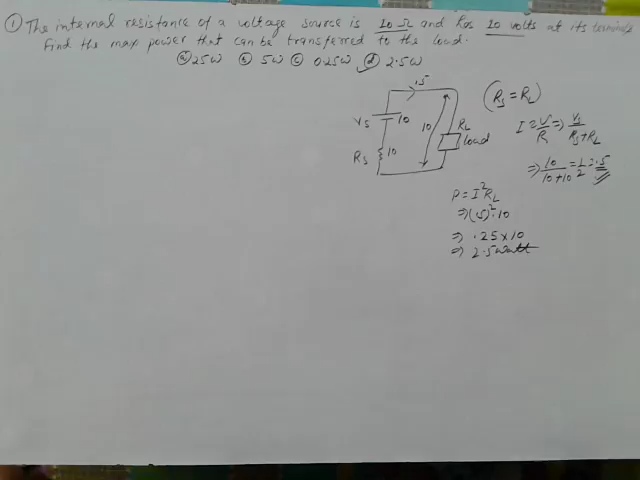 ① The internal resistance of a voltage source is 10 Ω and has 10 volts at its terminals
Find the max power that can be transferred to the load.
ⓐ 25W ⓑ 5W ⓒ 0.25W ⓓ 2.5W
.5
Vs 10
10
RL
load
Rs 10
(Rs = RL)
I = V/R ⇒ Vs/Rs+RL
⇒ 10/10+10 = 1/2 = .5
P = I²RL
⇒ (.5)²·10
⇒ .25×10
⇒ 2.5watt